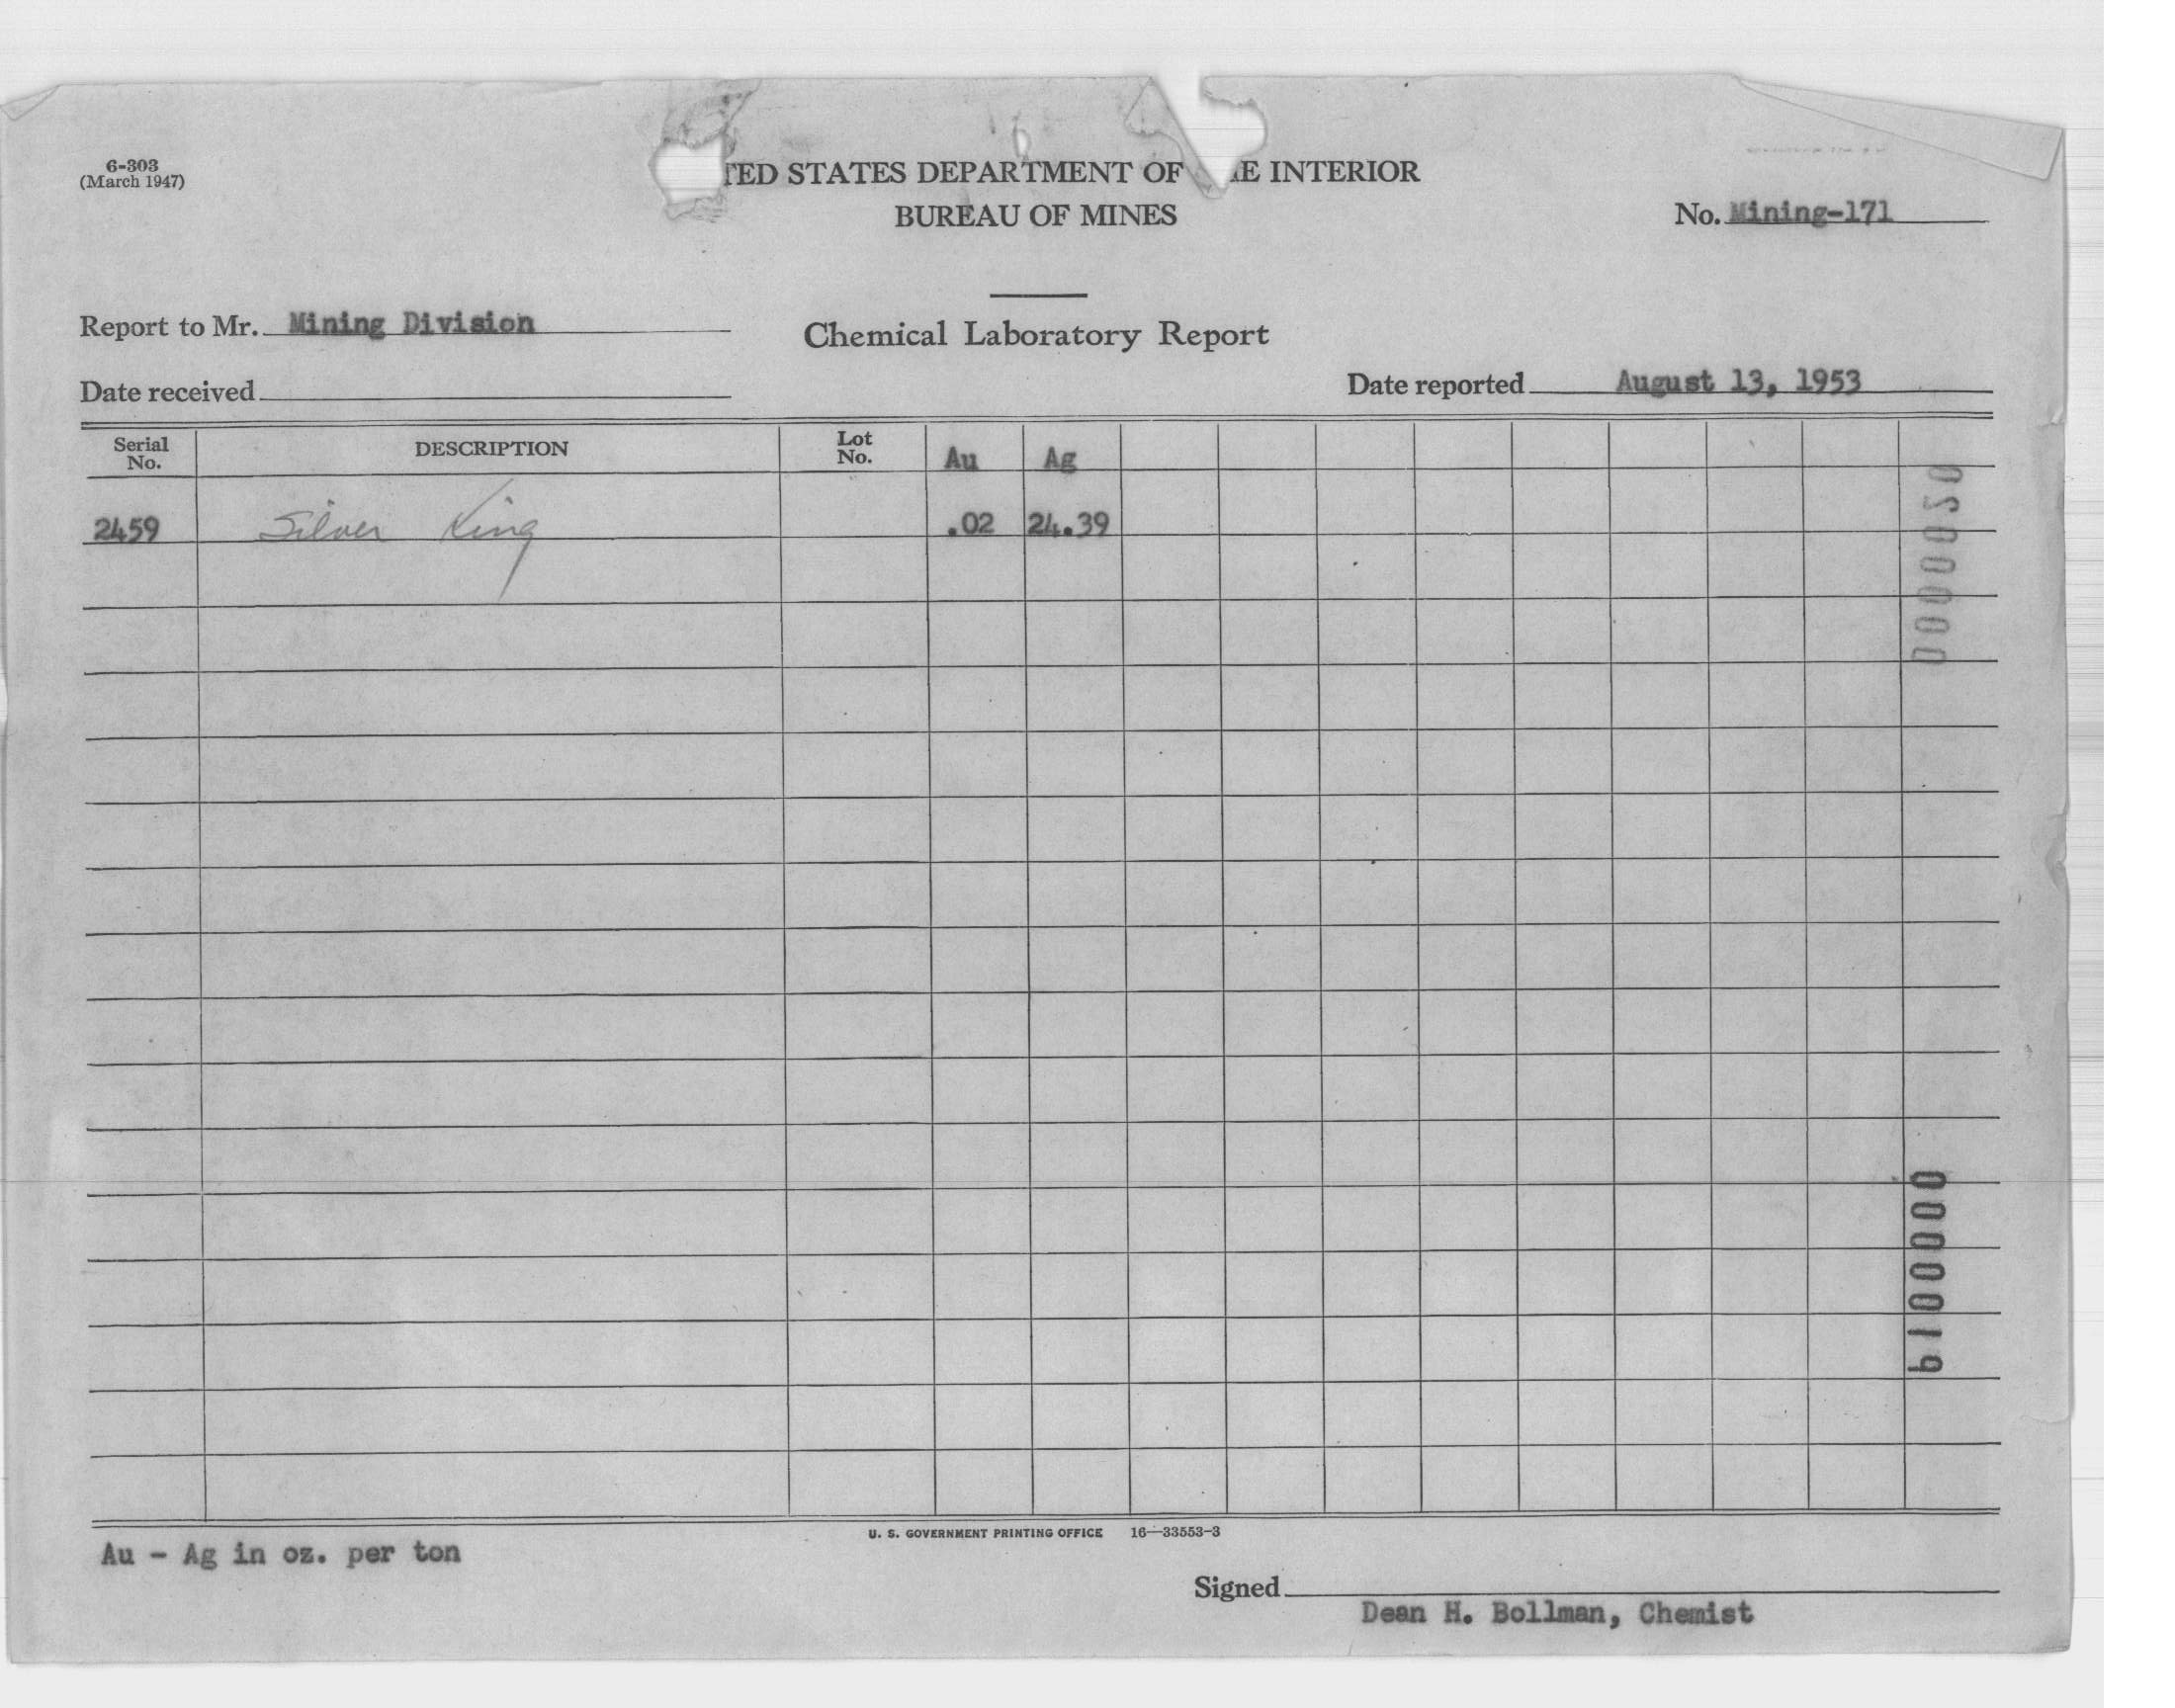 6-303
(March 1947)
TED STATES DEPARTMENT OF E INTERIOR
BUREAU OF MINES
No. Mining-171
Report to Mr. Mining Division
Chemical Laboratory Report
Date received
Date reported August 13, 1953
Serial No. DESCRIPTION Lot No. Au Ag
2459 Silver King .02 24.39
0000020
0000019
U. S. GOVERNMENT PRINTING OFFICE 16—33553-3
Au - Ag in oz. per ton
Signed
Dean H. Bollman, Chemist